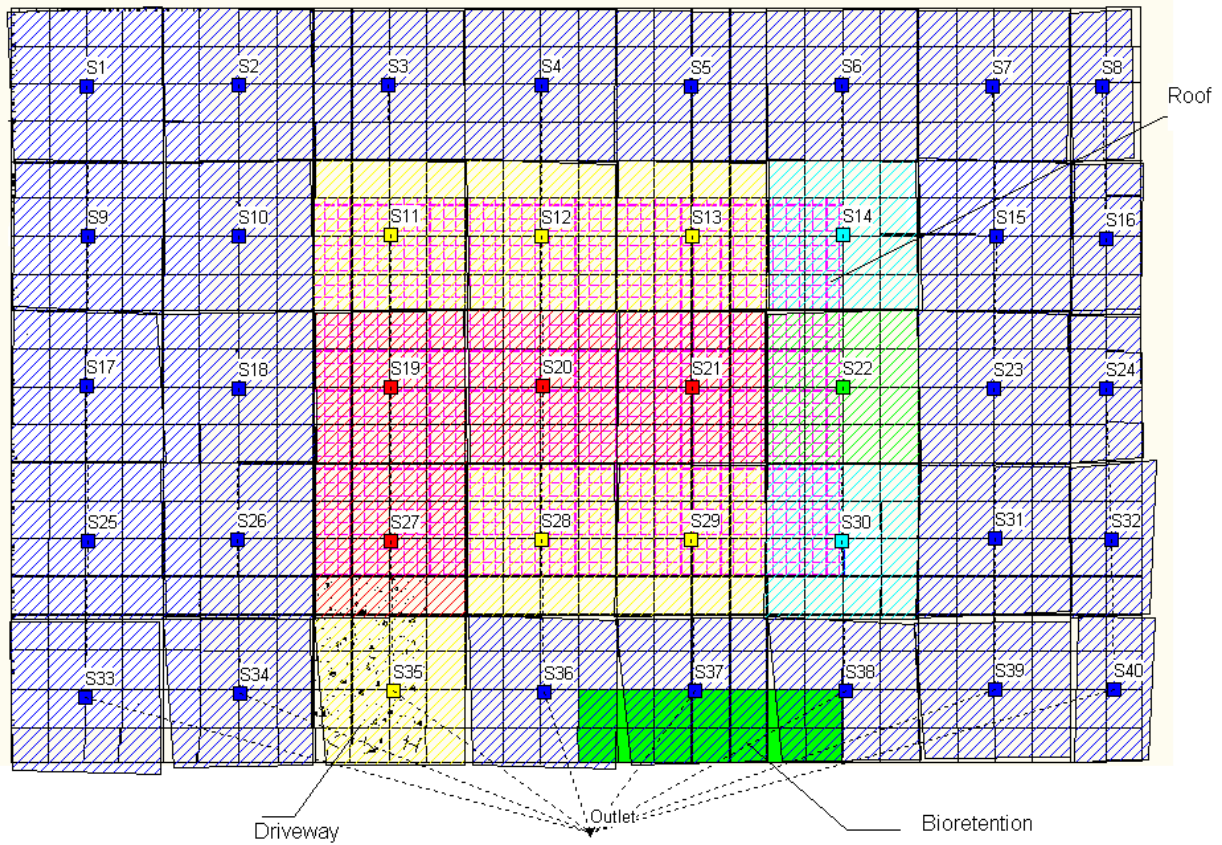 S1 S2 S3 S4 S5 S6 S7 S8
Roof
S9 S10 S11 S12 S13 S14 S15 S16
S17 S18 S19 S20 S21 S22 S23 S24
S25 S26 S27 S28 S29 S30 S31 S32
S33 S34 S35 S36 S37 S38 S39 S40
Outlet
Driveway
Bioretention